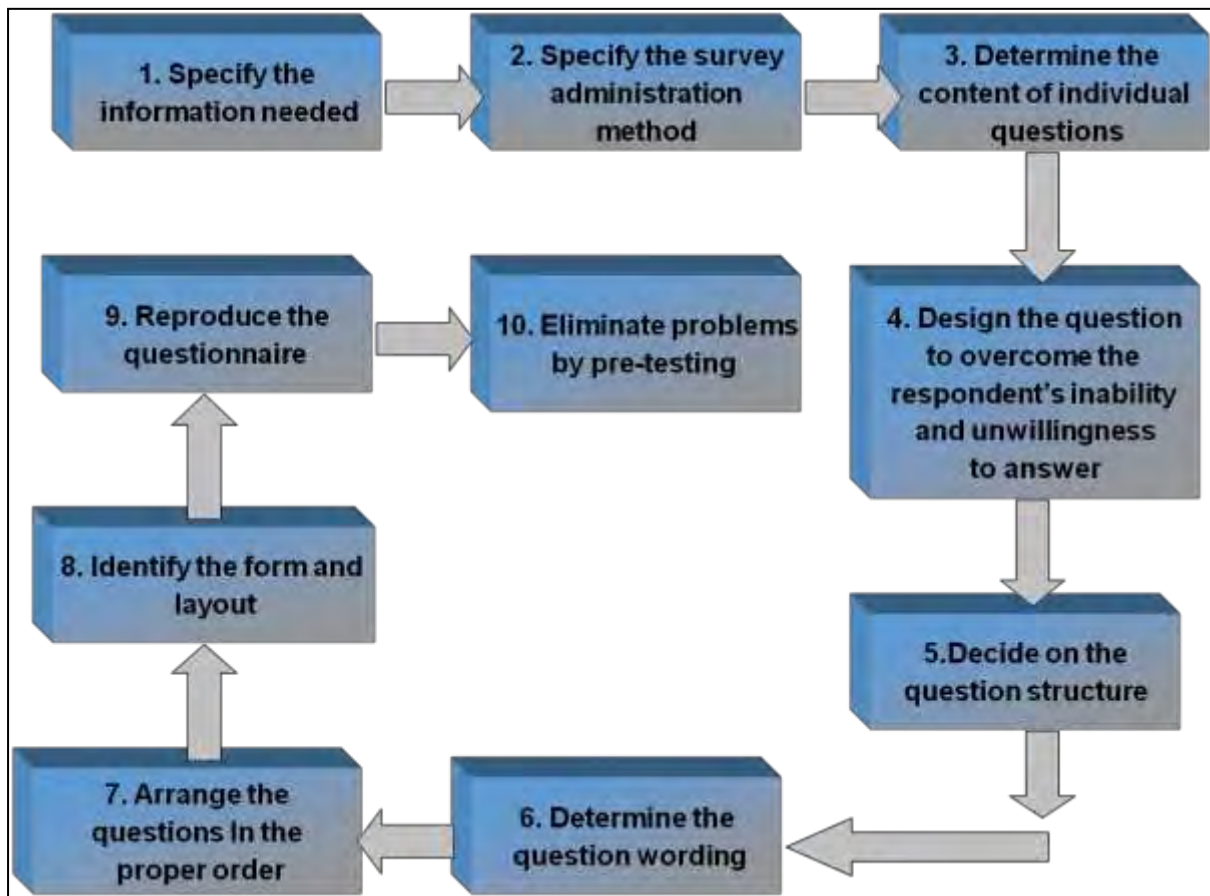 1. Specify the
information needed
2. Specify the survey
administration
method
3. Determine the
content of individual
questions
4. Design the question
to overcome the
respondent's inability
and unwillingness
to answer
5.Decide on the
question structure
6. Determine the
question wording
7. Arrange the
questions In the
proper order
8. Identify the form and
layout
9. Reproduce the
questionnaire
10. Eliminate problems
by pre-testing